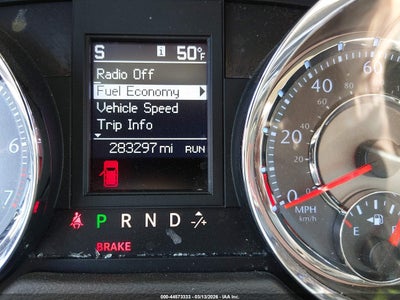 S i 50°F
Radio Off
Fuel Economy
Vehicle Speed
Trip Info
283297 mi RUN
P R N D -/+
BRAKE
6
7
60
40
20
0
MPH
km/h
E F
000-44573333 - 03/13/2026 - IAA, Inc.